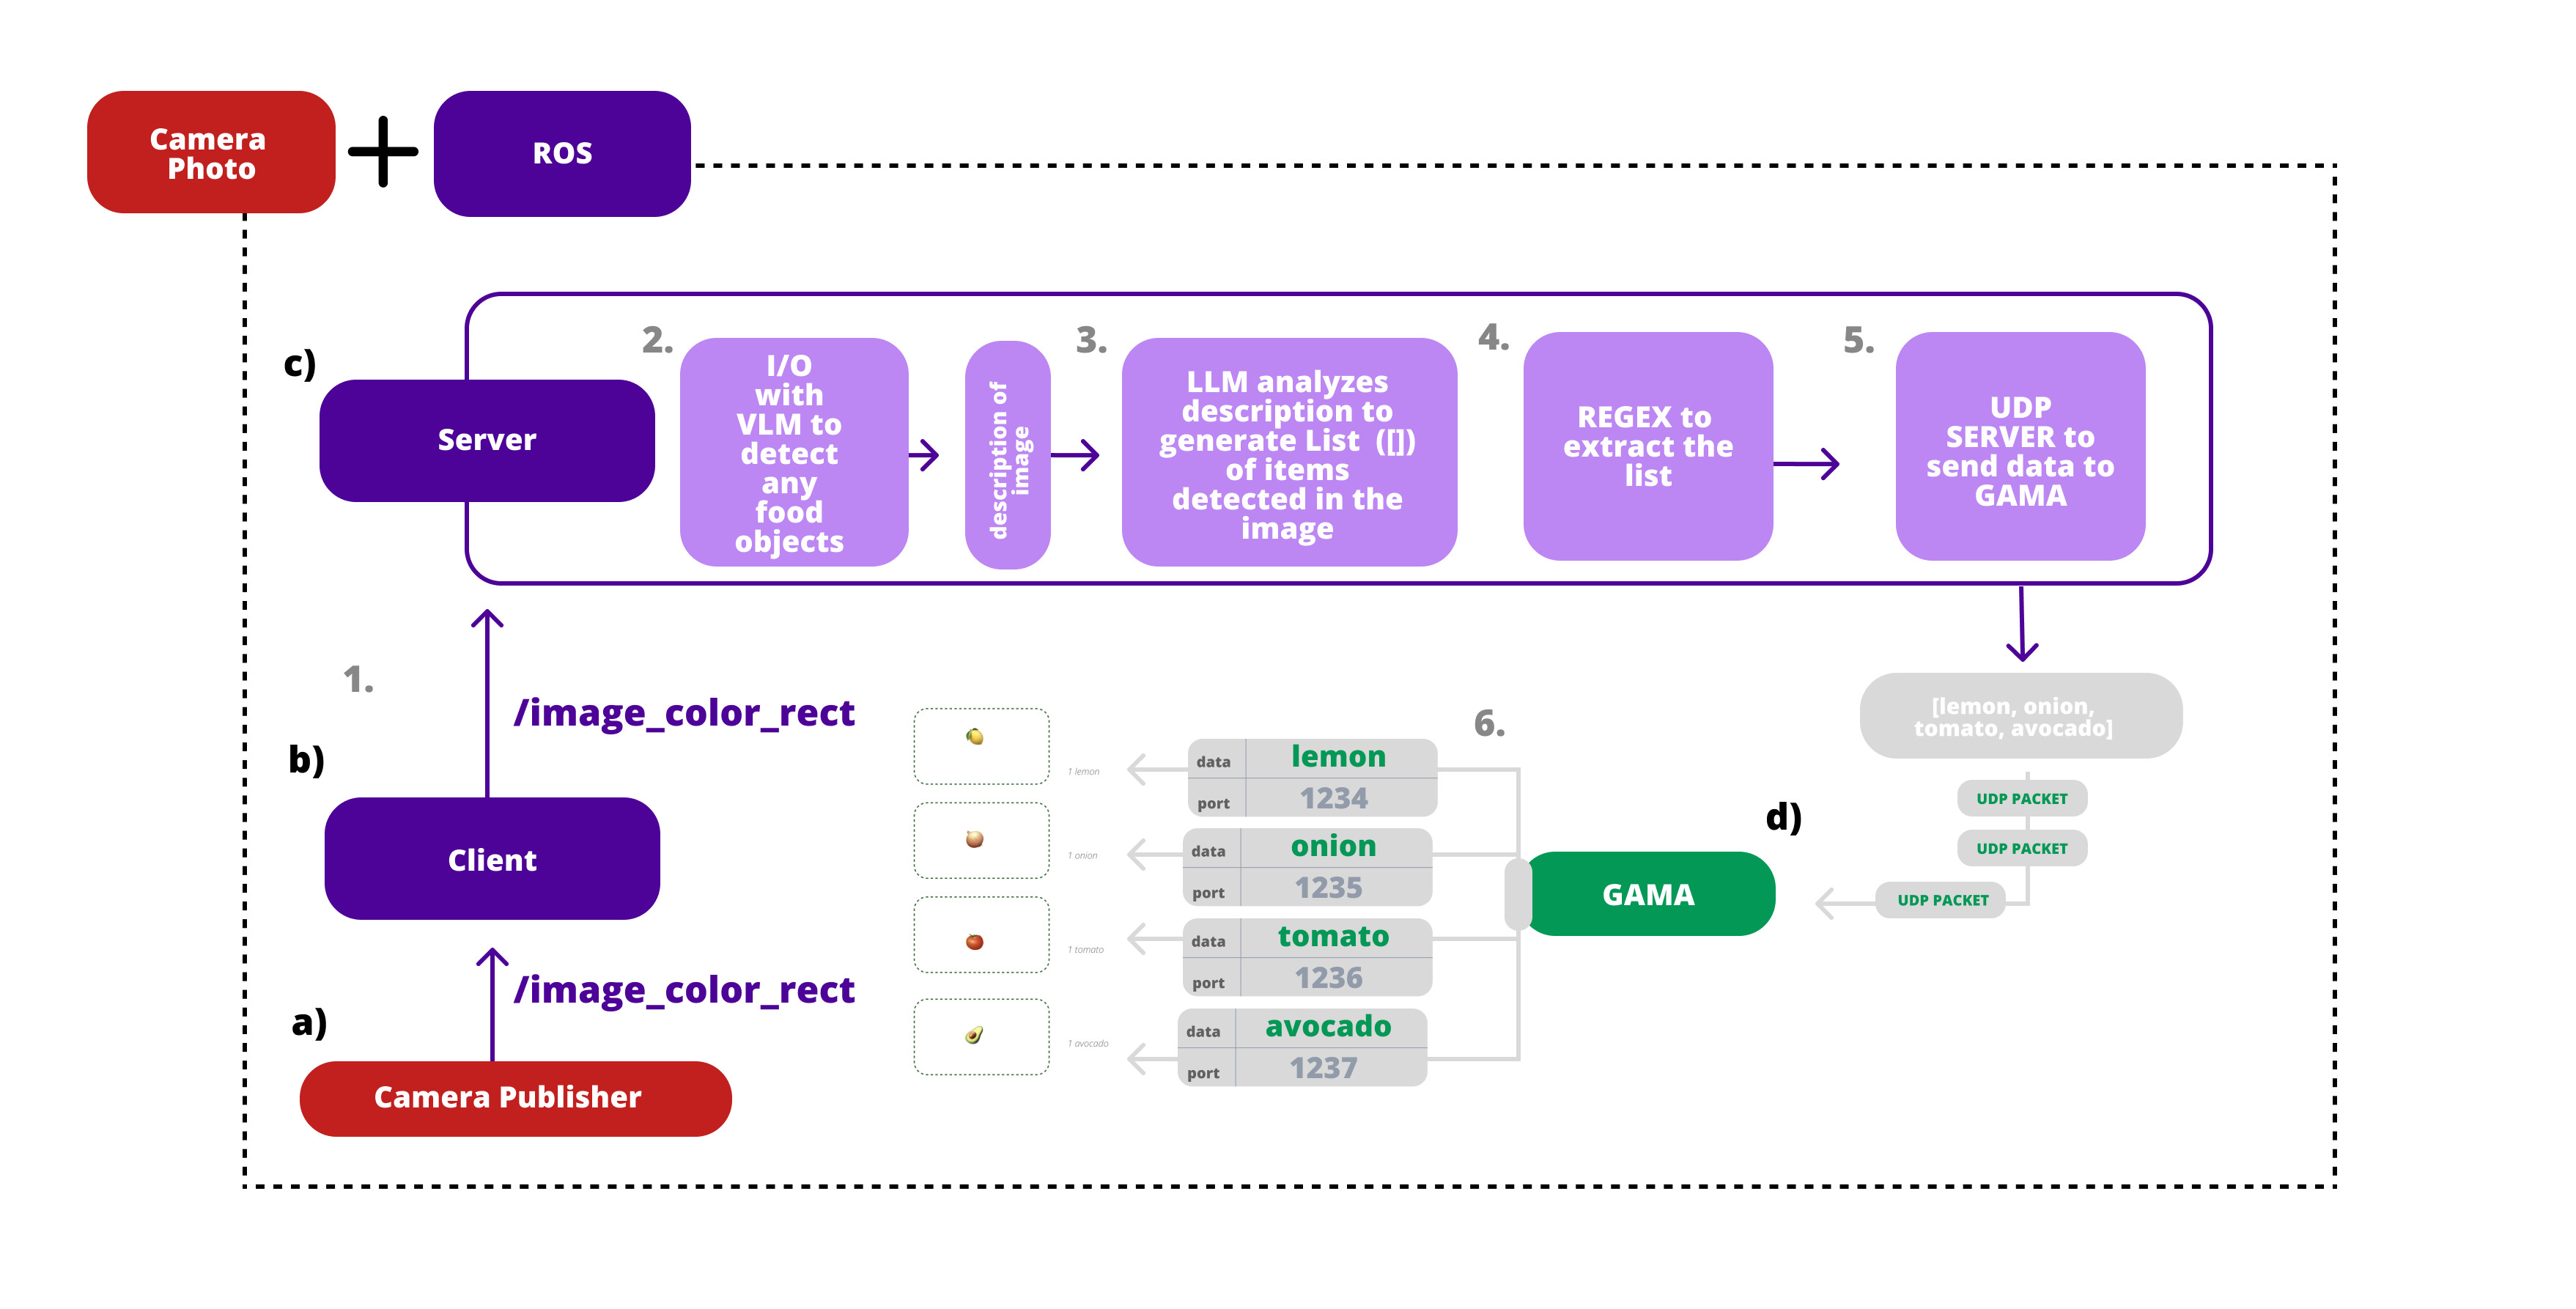 Camera
Photo
ROS
c)
Server
2.
I/O
with
VLM to
detect
any
food
objects
description of
image
3.
LLM analyzes
description to
generate List ([])
of items
detected in the
image
4.
REGEX to
extract the
list
5.
UDP
SERVER to
send data to
GAMA
1.
/image_color_rect
b)
Client
/image_color_rect
a)
Camera Publisher
[lemon, onion,
tomato, avocado]
UDP PACKET
UDP PACKET
UDP PACKET
d)
GAMA
6.
data lemon
port 1234
1 lemon
data onion
port 1235
1 onion
data tomato
port 1236
1 tomato
data avocado
port 1237
1 avocado